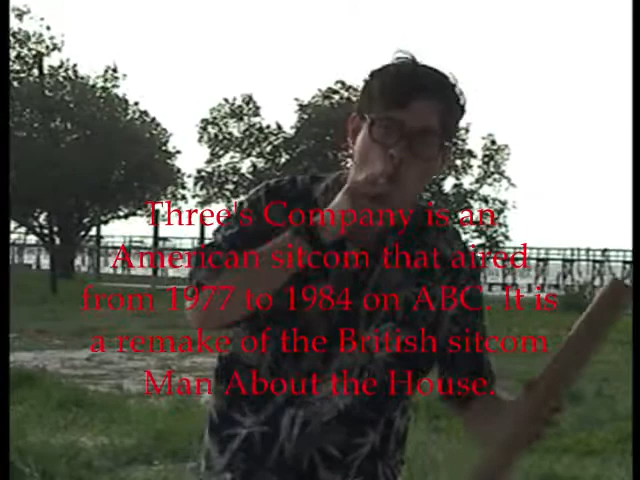 Three's Company is an
American sitcom that aired
from 1977 to 1984 on ABC. It is
a remake of the British sitcom
Man About the House.